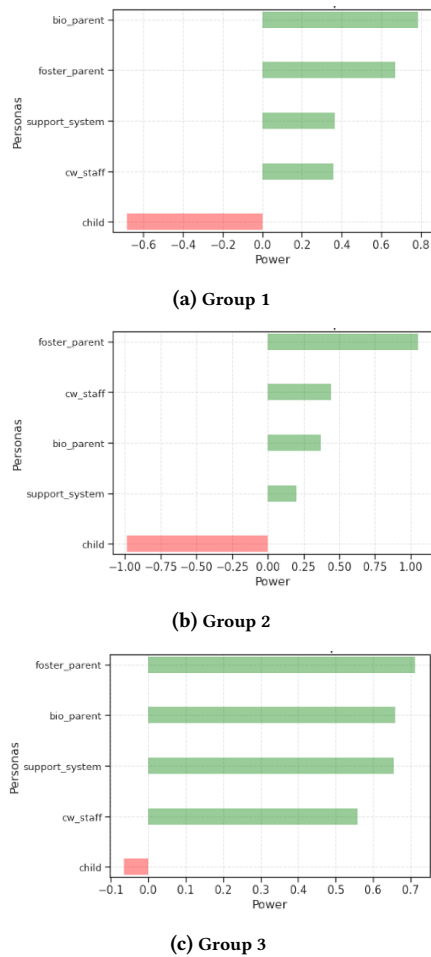 bio_parent
foster_parent
support_system
cw_staff
child
Personas
−0.6 −0.4 −0.2 0.0 0.2 0.4 0.6 0.8
Power
(a) Group 1
foster_parent
cw_staff
bio_parent
support_system
child
Personas
−1.00 −0.75 −0.50 −0.25 0.00 0.25 0.50 0.75 1.00
Power
(b) Group 2
foster_parent
bio_parent
support_system
cw_staff
child
Personas
−0.1 0.0 0.1 0.2 0.3 0.4 0.5 0.6 0.7
Power
(c) Group 3